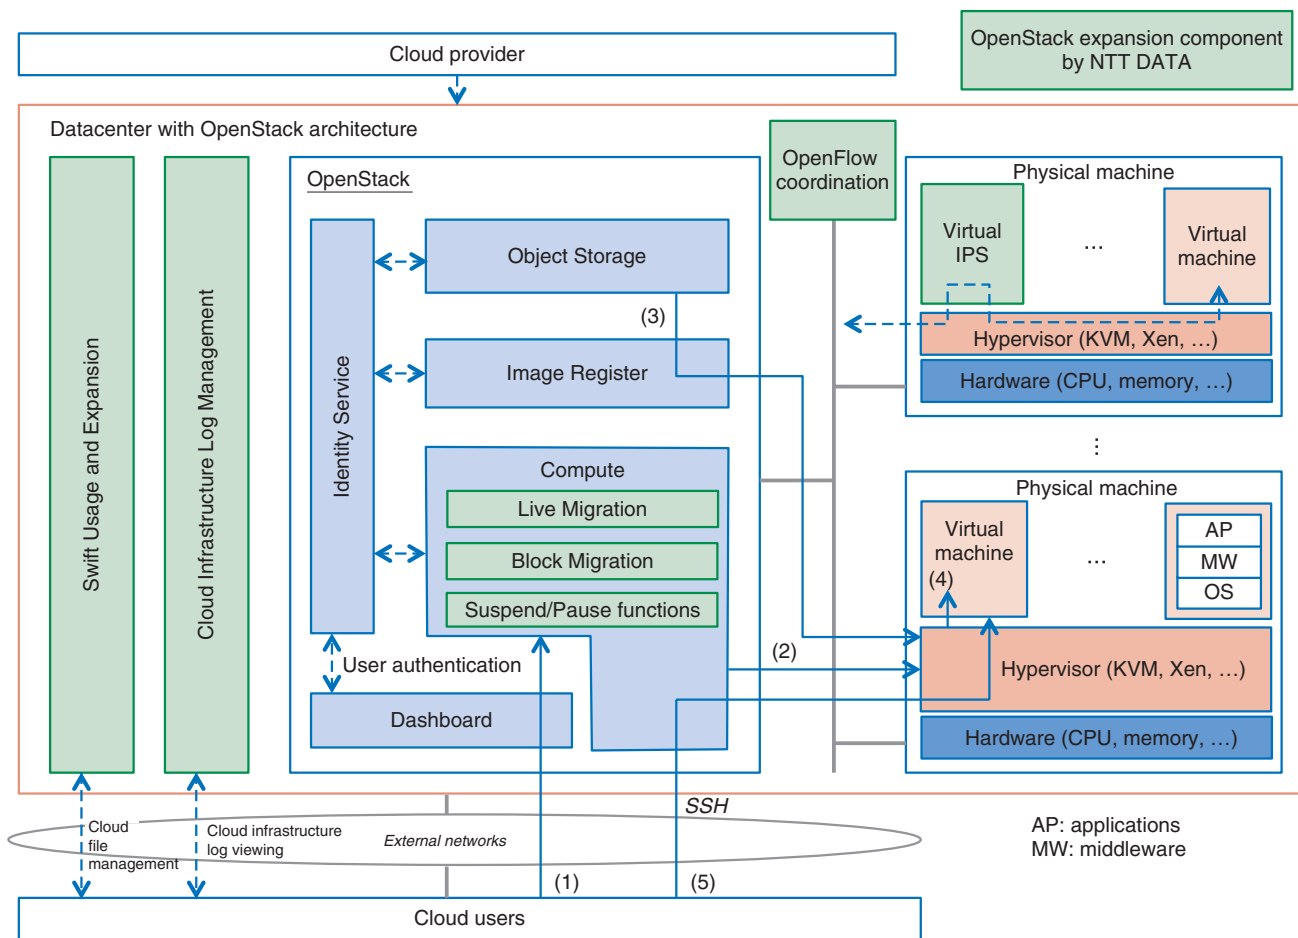 Cloud provider
OpenStack expansion component
by NTT DATA
Datacenter with OpenStack architecture
Swift Usage and Expansion
Cloud Infrastructure Log Management
OpenStack
Identity Service
Object Storage
(3)
Image Register
Compute
Live Migration
Block Migration
Suspend/Pause functions
User authentication
Dashboard
(2)
OpenFlow
coordination
Physical machine
Virtual
IPS
...
Virtual
machine
Hypervisor (KVM, Xen, ...)
Hardware (CPU, memory, ...)
⋮
Physical machine
Virtual
machine
(4)
...
AP
MW
OS
Hypervisor (KVM, Xen, ...)
Hardware (CPU, memory, ...)
SSH
Cloud
file
management
Cloud infrastructure
log viewing
External networks
(1)
(5)
AP: applications
MW: middleware
Cloud users